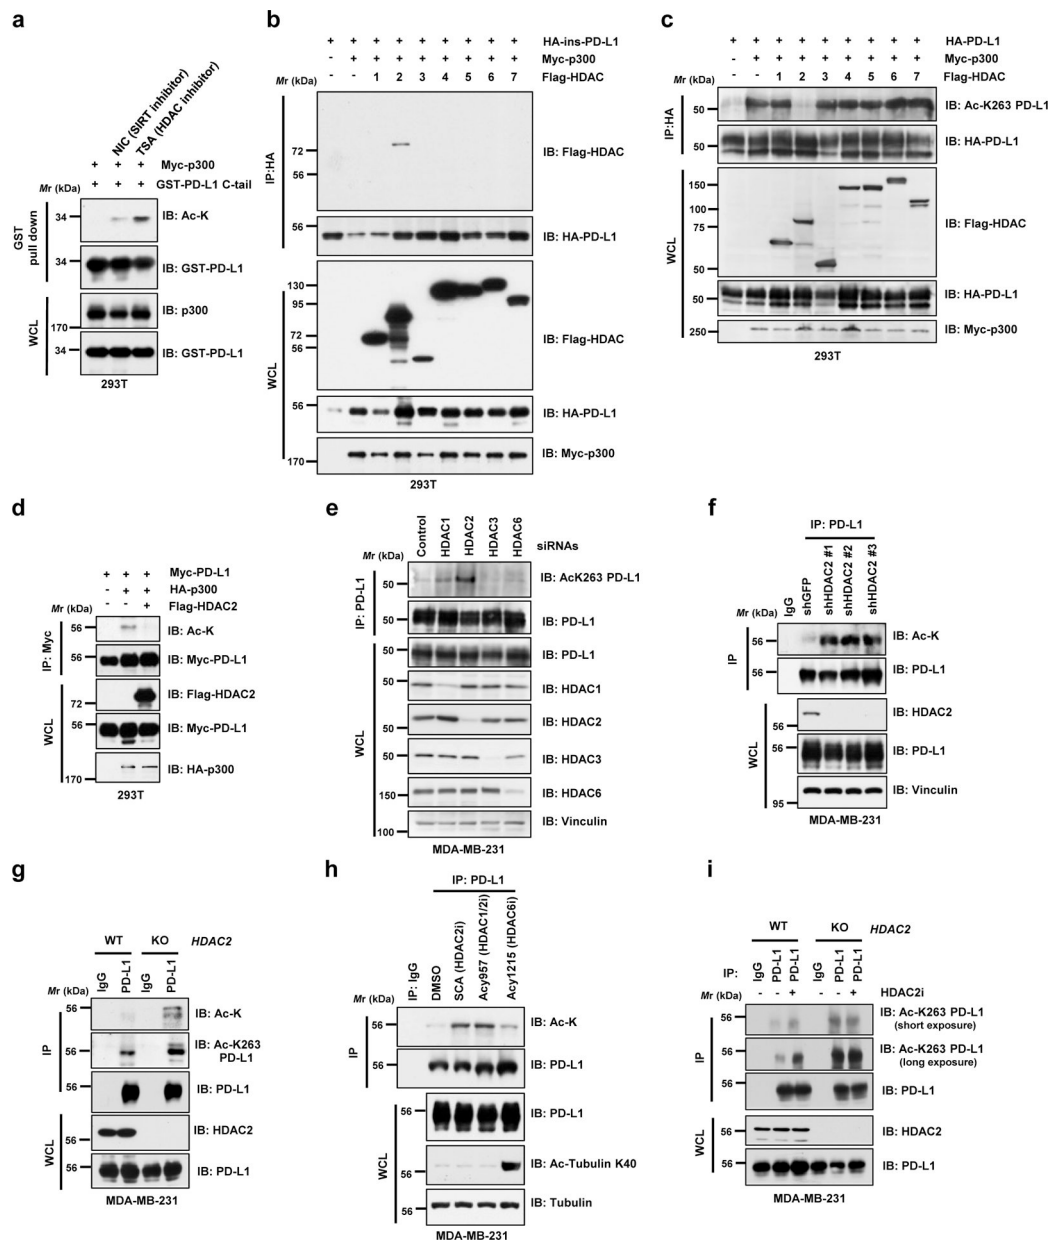 a
NIC (SIRT inhibitor)
TSA (HDAC inhibitor)
+ + + Myc-p300
Mr (kDa) + + + GST-PD-L1 C-tail
GST pull down
34 IB: Ac-K
34 IB: GST-PD-L1
WCL
170 IB: p300
34 IB: GST-PD-L1
293T
b
+ + + + + + + + + HA-ins-PD-L1
- + + + + + + + + Myc-p300
Mr (kDa) - - 1 2 3 4 5 6 7 Flag-HDAC
IP:HA
72
56
IB: Flag-HDAC
IB: HA-PD-L1
WCL
130
95
72
56
IB: Flag-HDAC
56 IB: HA-PD-L1
170 IB: Myc-p300
293T
c
+ + + + + + + + + HA-PD-L1
- + + + + + + + + Myc-p300
Mr (kDa) - - 1 2 3 4 5 6 7 Flag-HDAC
IP:HA
50 IB: Ac-K263 PD-L1
50 IB: HA-PD-L1
WCL
150
100
75
50
IB: Flag-HDAC
50 IB: HA-PD-L1
250 IB: Myc-p300
293T
d
+ + + Myc-PD-L1
- + + HA-p300
Mr (kDa) - - + Flag-HDAC2
IP: Myc
56 IB: Ac-K
56 IB: Myc-PD-L1
WCL
72 IB: Flag-HDAC2
56 IB: Myc-PD-L1
170 IB: HA-p300
293T
e
Control
HDAC1
HDAC2
HDAC3
HDAC6
siRNAs
Mr (kDa)
IP: PD-L1
50 IB: AcK263 PD-L1
50 IB: PD-L1
WCL
50 IB: PD-L1
50 IB: HDAC1
50 IB: HDAC2
50 IB: HDAC3
150 IB: HDAC6
100 IB: Vinculin
MDA-MB-231
f
IP: PD-L1
IgG
shGFP
shHDAC2 #1
shHDAC2 #2
shHDAC2 #3
Mr (kDa)
IP
56 IB: Ac-K
56 IB: PD-L1
WCL
IB: HDAC2
56 IB: PD-L1
95 IB: Vinculin
MDA-MB-231
g
WT KO HDAC2
IgG
PD-L1
IgG
PD-L1
Mr (kDa)
IP
56 IB: Ac-K
56 IB: Ac-K263 PD-L1
56 IB: PD-L1
WCL
56 IB: HDAC2
56 IB: PD-L1
MDA-MB-231
h
IP: PD-L1
IP: IgG
DMSO
SCA (HDAC2i)
Acy957 (HDAC1/2i)
Acy1215 (HDAC6i)
Mr (kDa)
IP
56 IB: Ac-K
56 IB: PD-L1
WCL
56 IB: PD-L1
56 IB: Ac-Tubulin K40
56 IB: Tubulin
MDA-MB-231
i
WT KO HDAC2
IP: IgG PD-L1 PD-L1 IgG PD-L1 PD-L1
Mr (kDa) - - + - - + HDAC2i
IP
56 IB: Ac-K263 PD-L1
(short exposure)
56 IB: Ac-K263 PD-L1
(long exposure)
56 IB: PD-L1
WCL
56 IB: HDAC2
56 IB: PD-L1
MDA-MB-231